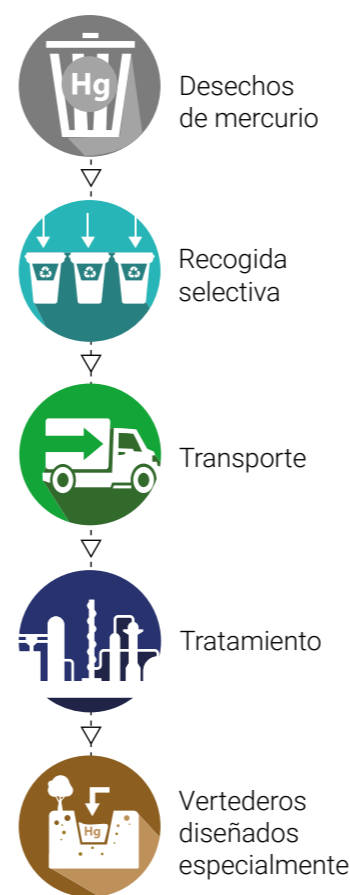 Hg
Desechos
de mercurio
Recogida
selectiva
Transporte
Tratamiento
Hg
Vertederos
diseñados
especialmente